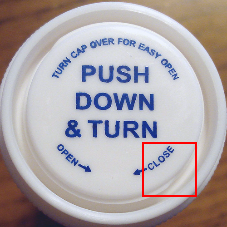 TURN CAP OVER FOR EASY OPEN
PUSH
DOWN
& TURN
OPEN
CLOSE